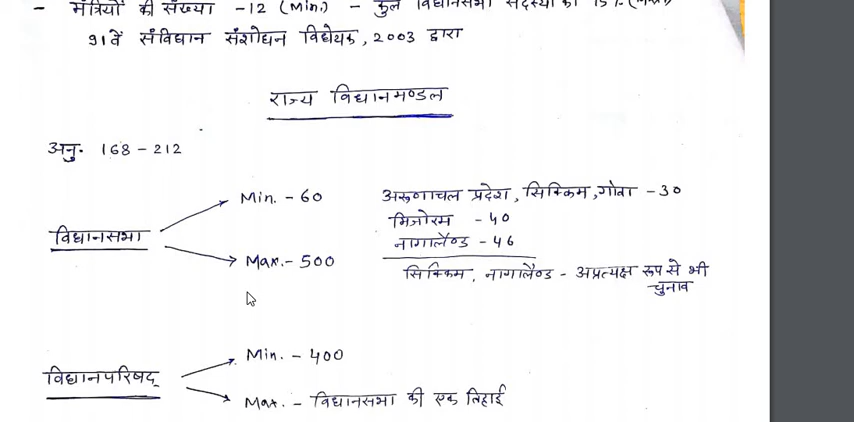 - मंत्रियों की संख्या -12 (Min.) - कुल विधानसभा सदस्यों का 15%
91वें संविधान संशोधन विधेयक, 2003 द्वारा
राज्य विधानमण्डल
अनु. 168 - 212
विधानसभा
Min. - 60
Max. - 500
अरूणाचल प्रदेश, सिक्किम, गोवा - 30
मिजोरम - 40
नागालैण्ड - 46
सिक्किम, नागालैण्ड - अप्रत्यक्ष रूप से भी
चुनाव
विधानपरिषद्
Min. - 400
Max. - विधानसभा की एक तिहाई